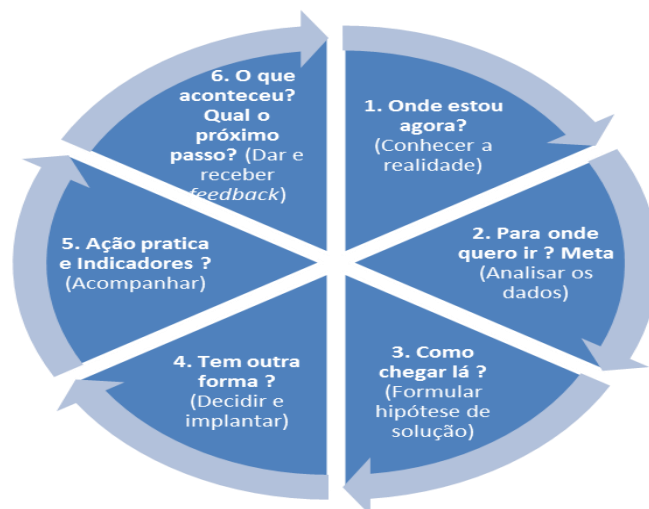 6. O que
aconteceu?
Qual o
próximo
passo? (Dar e
receber
feedback)
1. Onde estou
agora?
(Conhecer a
realidade)
2. Para onde
quero ir ? Meta
(Analisar os
dados)
3. Como
chegar lá ?
(Formular
hipótese de
solução)
4. Tem outra
forma ?
(Decidir e
implantar)
5. Ação pratica
e Indicadores ?
(Acompanhar)